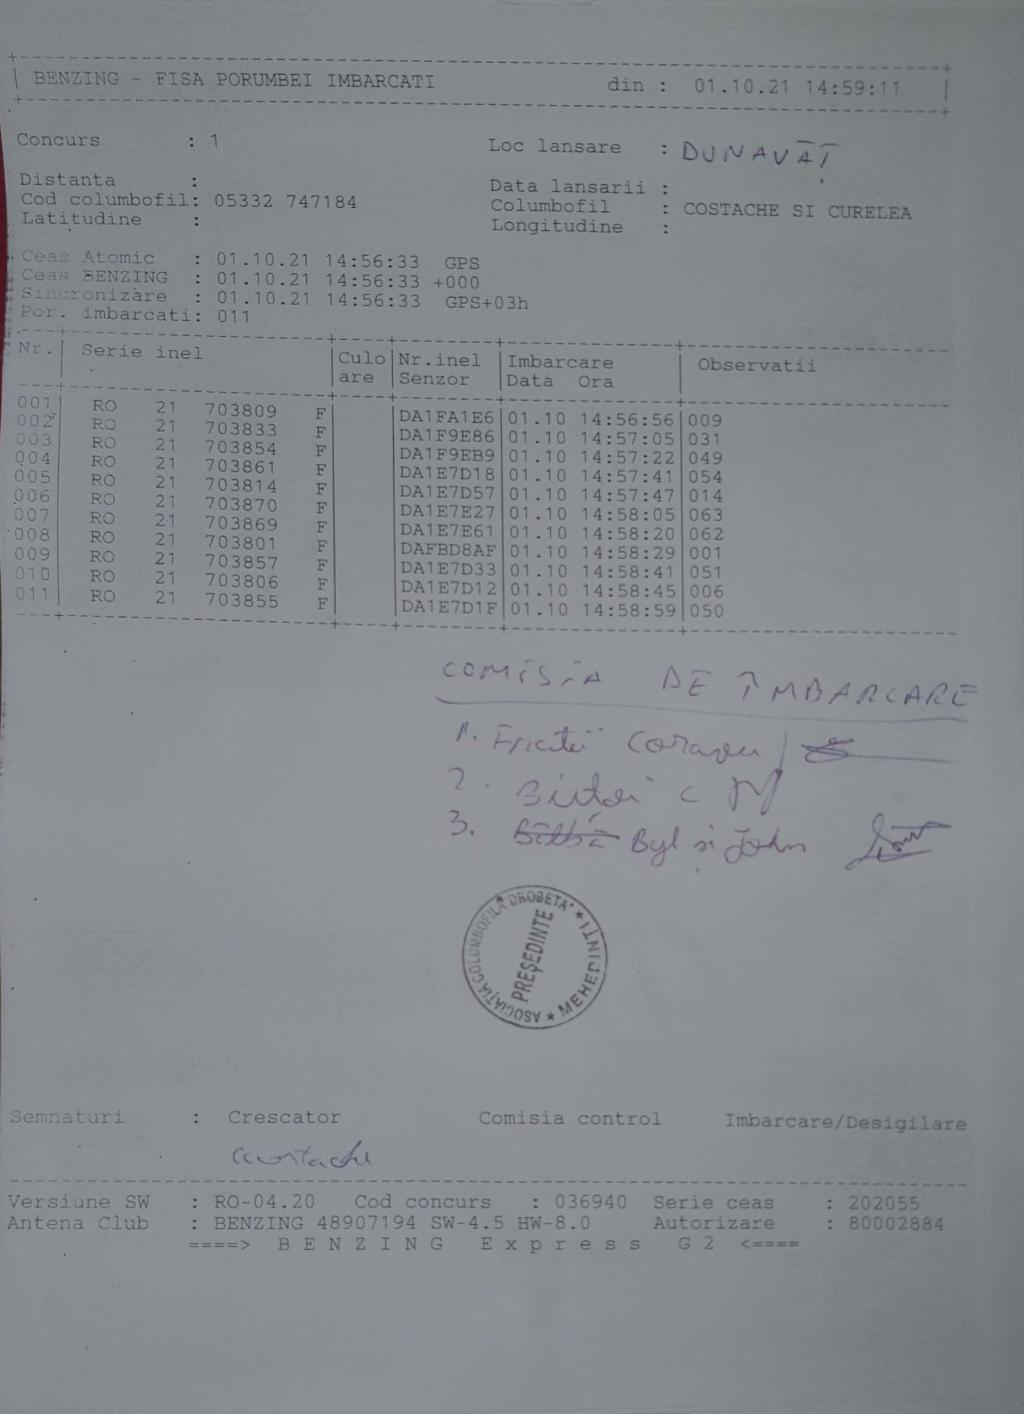 BENZING - FISA PORUMBEI IMBARCATI din : 01.10.21 14:59:11
Concurs : 1 Loc lansare : DUNAVĂȚ
Distanta : Data lansarii :
Cod columbofil: 05332 747184 Columbofil : COSTACHE SI CURELEA
Latitudine : Longitudine :
Ceas Atomic : 01.10.21 14:56:33 GPS
Ceas BENZING : 01.10.21 14:56:33 +000
Sincronizare : 01.10.21 14:56:33 GPS+03h
Por. imbarcati: 011
Nr. Serie inel Culo Nr.inel Imbarcare Observatii
are Senzor Data Ora
001 RO 21 703809 F DA1FA1E6 01.10 14:56:56 009
002 RO 21 703833 F DA1F9E86 01.10 14:57:05 031
003 RO 21 703854 F DA1F9EB9 01.10 14:57:22 049
004 RO 21 703861 F DA1E7D18 01.10 14:57:41 054
005 RO 21 703814 F DA1E7D57 01.10 14:57:47 014
006 RO 21 703870 F DA1E7E27 01.10 14:58:05 063
007 RO 21 703869 F DA1E7E61 01.10 14:58:20 062
008 RO 21 703801 F DAFBD8AF 01.10 14:58:29 001
009 RO 21 703857 F DA1E7D33 01.10 14:58:41 051
010 RO 21 703806 F DA1E7D12 01.10 14:58:45 006
011 RO 21 703855 F DA1E7D1F 01.10 14:58:59 050
COMISIA DE ÎMBARCARE
1.
2.
3. Byl si John
ASOCIAȚIA COLUMBOFILĂ "DROBETA" * MEHEDINȚI *
PREȘEDINTE
Semnaturi : Crescator Comisia control Imbarcare/Desigilare
Costache
Versiune SW : RO-04.20 Cod concurs : 036940 Serie ceas : 202055
Antena Club : BENZING 48907194 SW-4.5 HW-8.0 Autorizare : 80002884
====> B E N Z I N G E x p r e s s G 2 <====